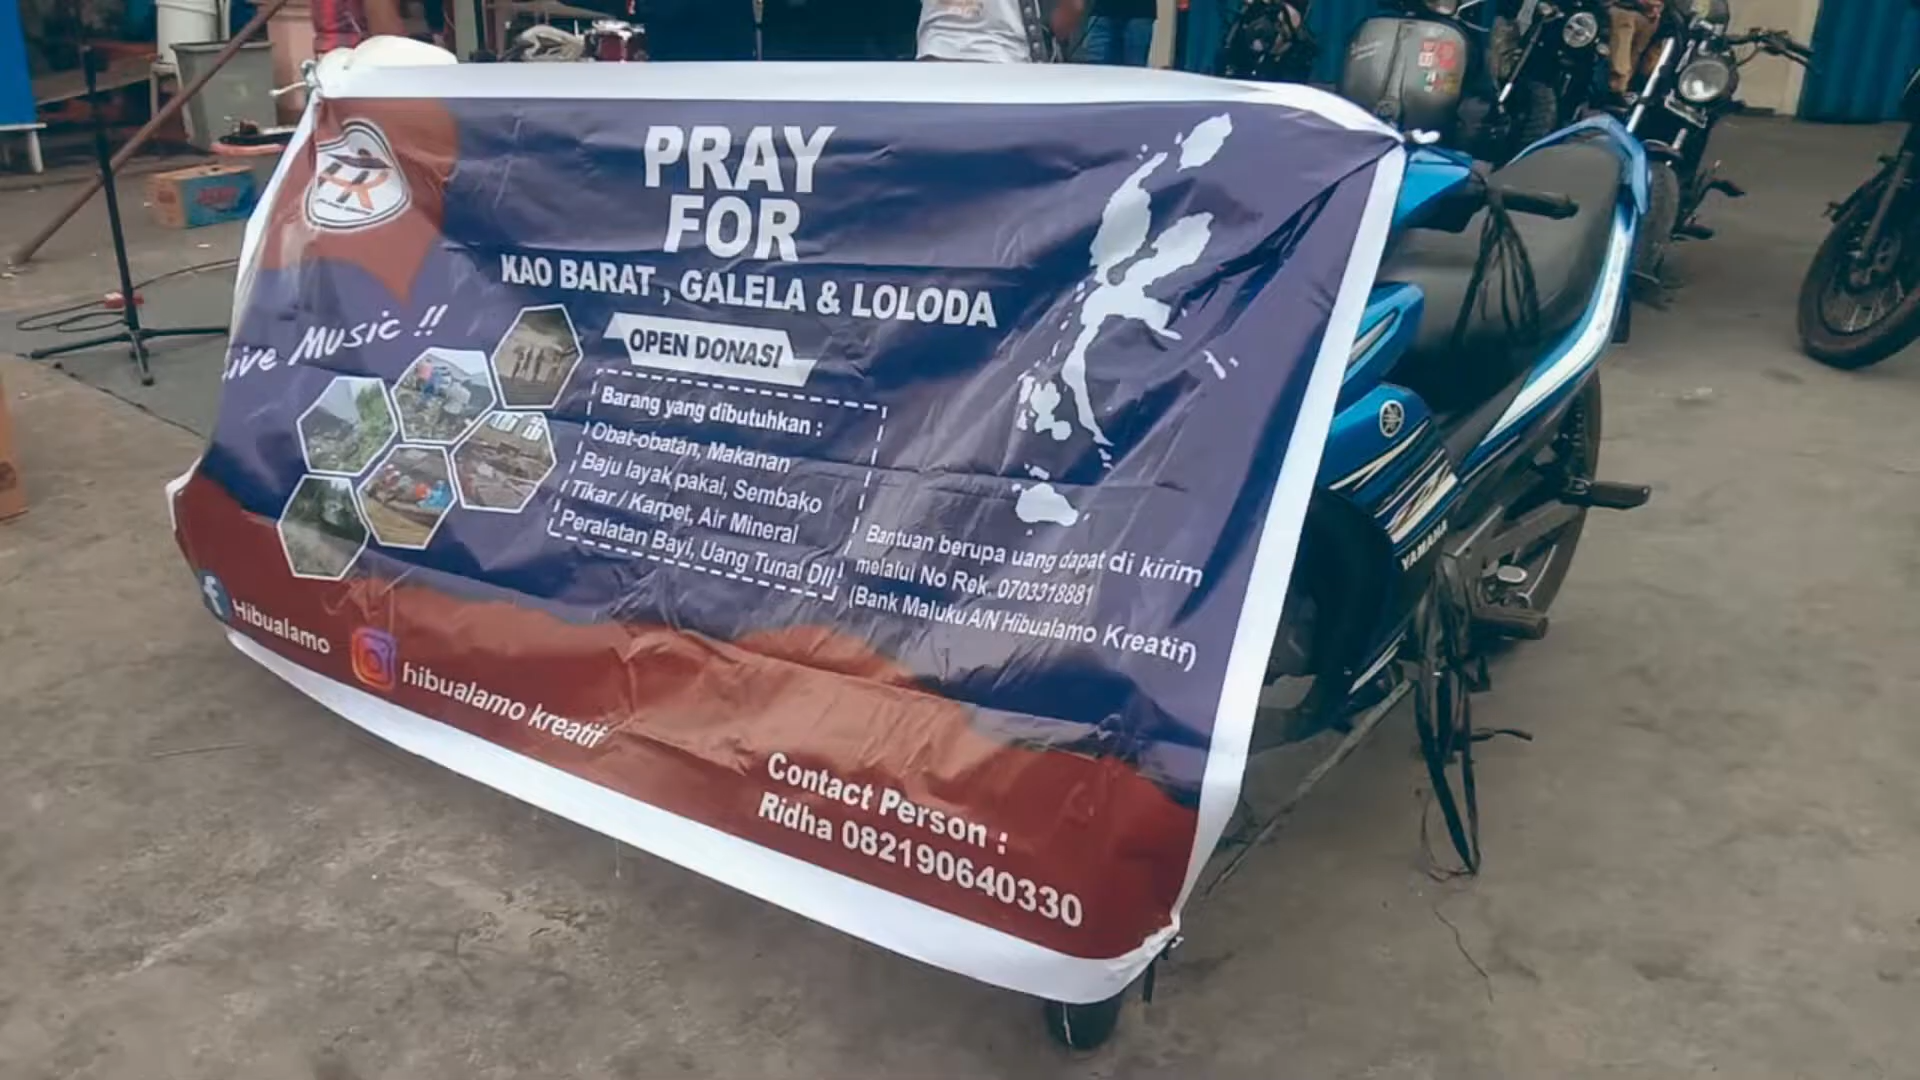 PRAY
FOR
KAO BARAT , GALELA & LOLODA
OPEN DONASI
Live Music !!
Barang yang dibutuhkan :
Obat-obatan, Makanan
Baju layak pakai, Sembako
Tikar / Karpet, Air Mineral
Peralatan Bayi, Uang Tunai Dll
Bantuan berupa uang dapat di kirim
melalui No Rek. 0703318881
(Bank Maluku A/N Hibualamo Kreatif)
Hibualamo
hibualamo kreatif
Contact Person :
Ridha 082190640330
YAMAHA